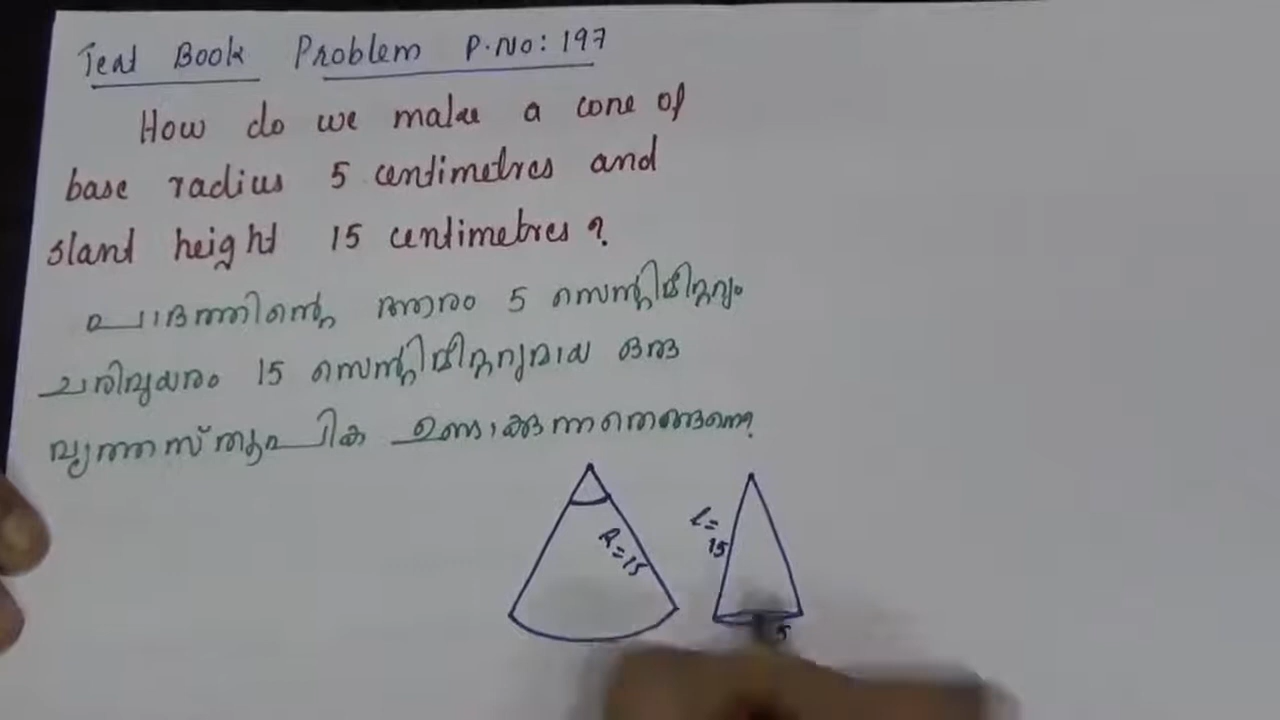 Text Book Problem P.No: 197
How do we make a cone of
base radius 5 centimetres and
slant height 15 centimetres ?
പാദത്തിന്റെ ആരം 5 സെന്റിമീറ്ററും
ചരിവുയരം 15 സെന്റിമീറ്ററുമായ ഒരു
വൃത്തസ്തൂപിക ഉണ്ടാക്കുന്നതെങ്ങനെ?
R=15
l=
15
5